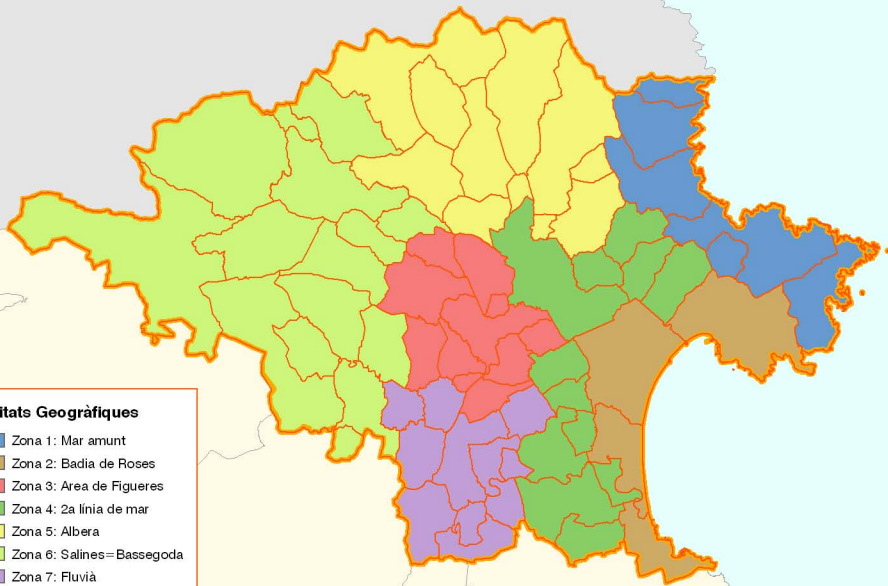 itats Geogràfiques
Zona 1: Mar amunt
Zona 2: Badia de Roses
Zona 3: Area de Figueres
Zona 4: 2a línia de mar
Zona 5: Albera
Zona 6: Salines=Bassegoda
Zona 7: Fluvià